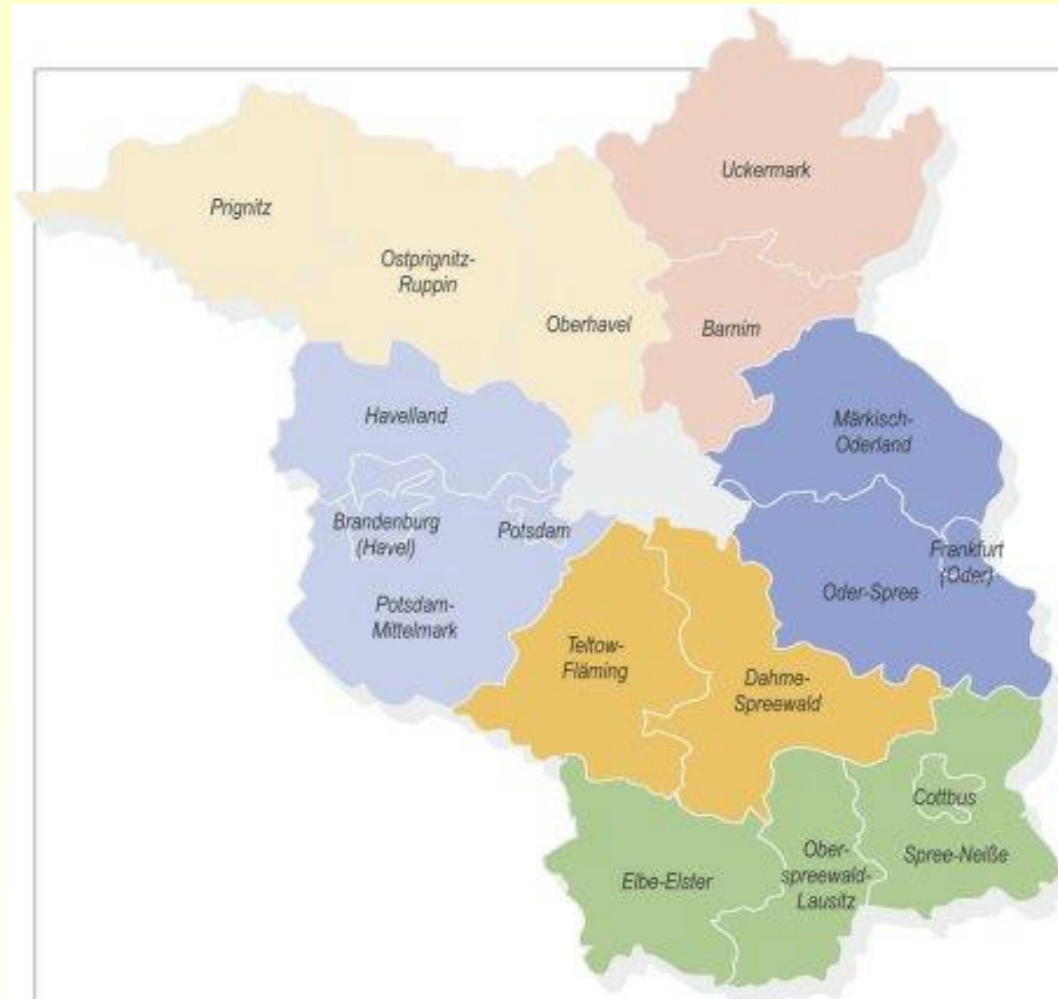 Uckermark
Prignitz
Ostprignitz-
Ruppin
Oberhavel
Barnim
Havelland
Märkisch-
Oderland
Brandenburg
(Havel)
Potsdam
Frankfurt
(Oder)
Oder-Spree
Potsdam-
Mittelmark
Teltow-
Fläming
Dahme-
Spreewald
Cottbus
Spree-Neiße
Elbe-Elster
Ober-
spreewald-
Lausitz